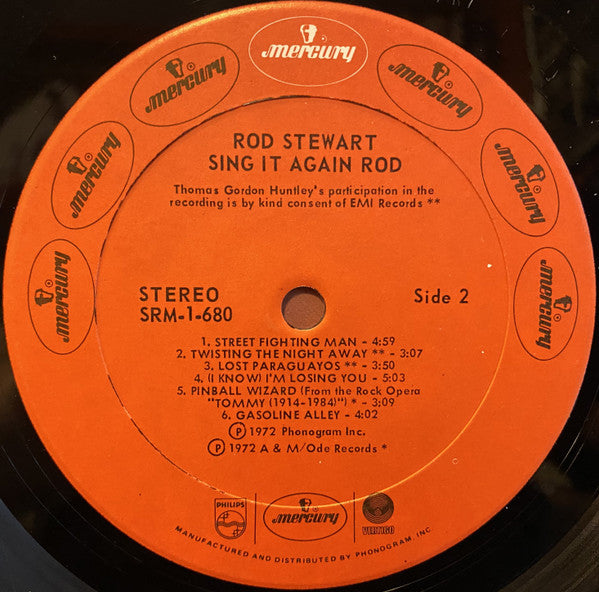 mercury
mercury
mercury
mercury
mercury
mercury
mercury
ROD STEWART
SING IT AGAIN ROD
Thomas Gordon Huntley's participation in the
recording is by kind consent of EMI Records **
STEREO
SRM-1-680
Side 2
1. STREET FIGHTING MAN - 4:59
2. TWISTING THE NIGHT AWAY ** - 3:07
3. LOST PARAGUAYOS ** - 3:50
4. (I KNOW) I'M LOSING YOU - 5:03
5. PINBALL WIZARD (From the Rock Opera
"TOMMY (1914-1984)") * - 3:09
6. GASOLINE ALLEY - 4:02
Ⓟ 1972 Phonogram Inc.
Ⓟ 1972 A & M/Ode Records *
PHILIPS
mercury
VERTIGO
MANUFACTURED AND DISTRIBUTED BY PHONOGRAM, INC.